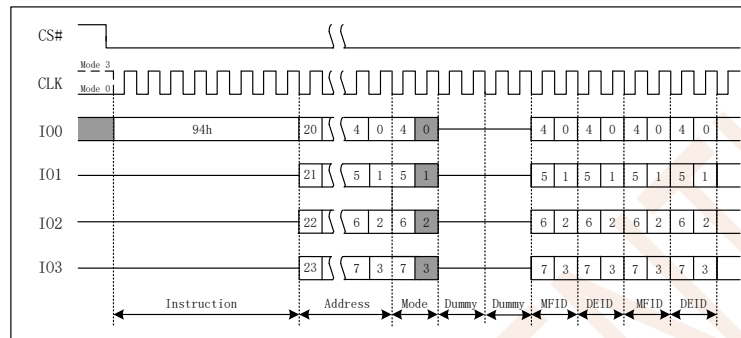 CS#
Mode 3
CLK
Mode 0
IO0 94h 20 4 0 4 0 4 0 4 0 4 0 4 0
IO1 21 5 1 5 1 5 1 5 1 5 1 5 1
IO2 22 6 2 6 2 6 2 6 2 6 2 6 2
IO3 23 7 3 7 3 7 3 7 3 7 3 7 3
Instruction Address Mode Dummy Dummy MFID DEID MFID DEID